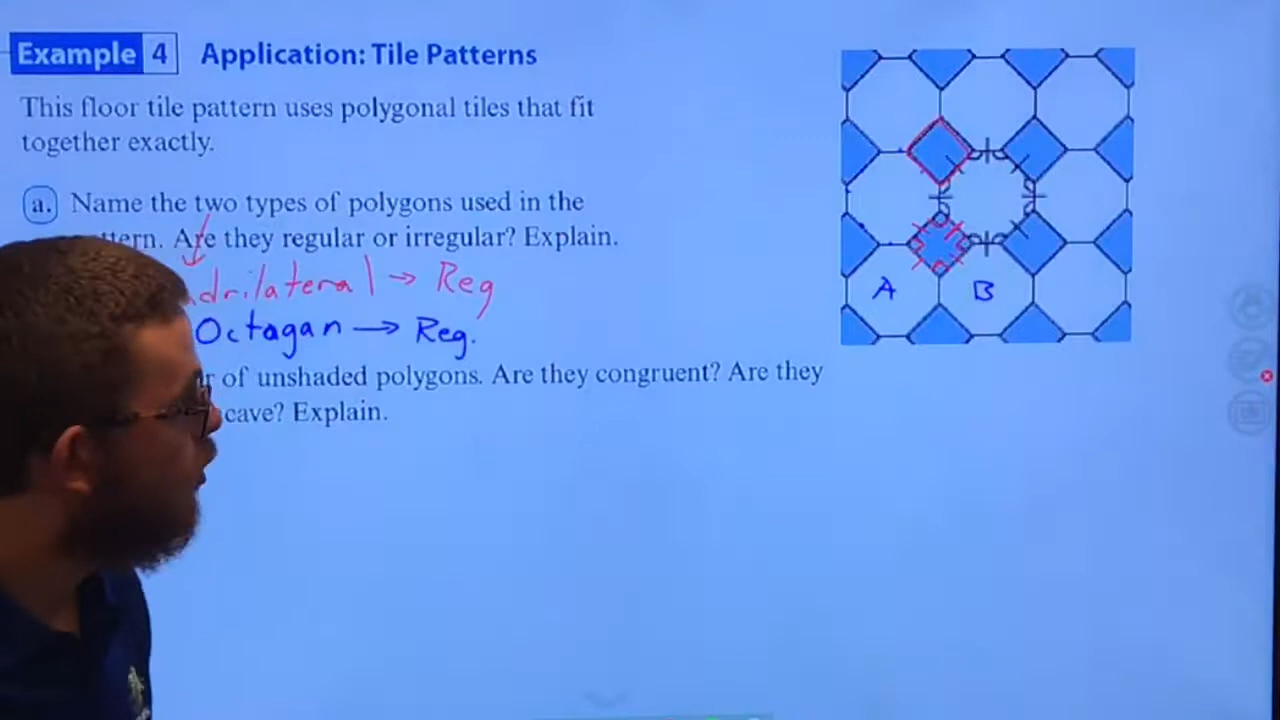 Example 4 Application: Tile Patterns
This floor tile pattern uses polygonal tiles that fit
together exactly.
a. Name the two types of polygons used in the
Are they regular or irregular? Explain.
→ Reg
Octagan → Reg.
of unshaded polygons. Are they congruent? Are they
Explain.
A B